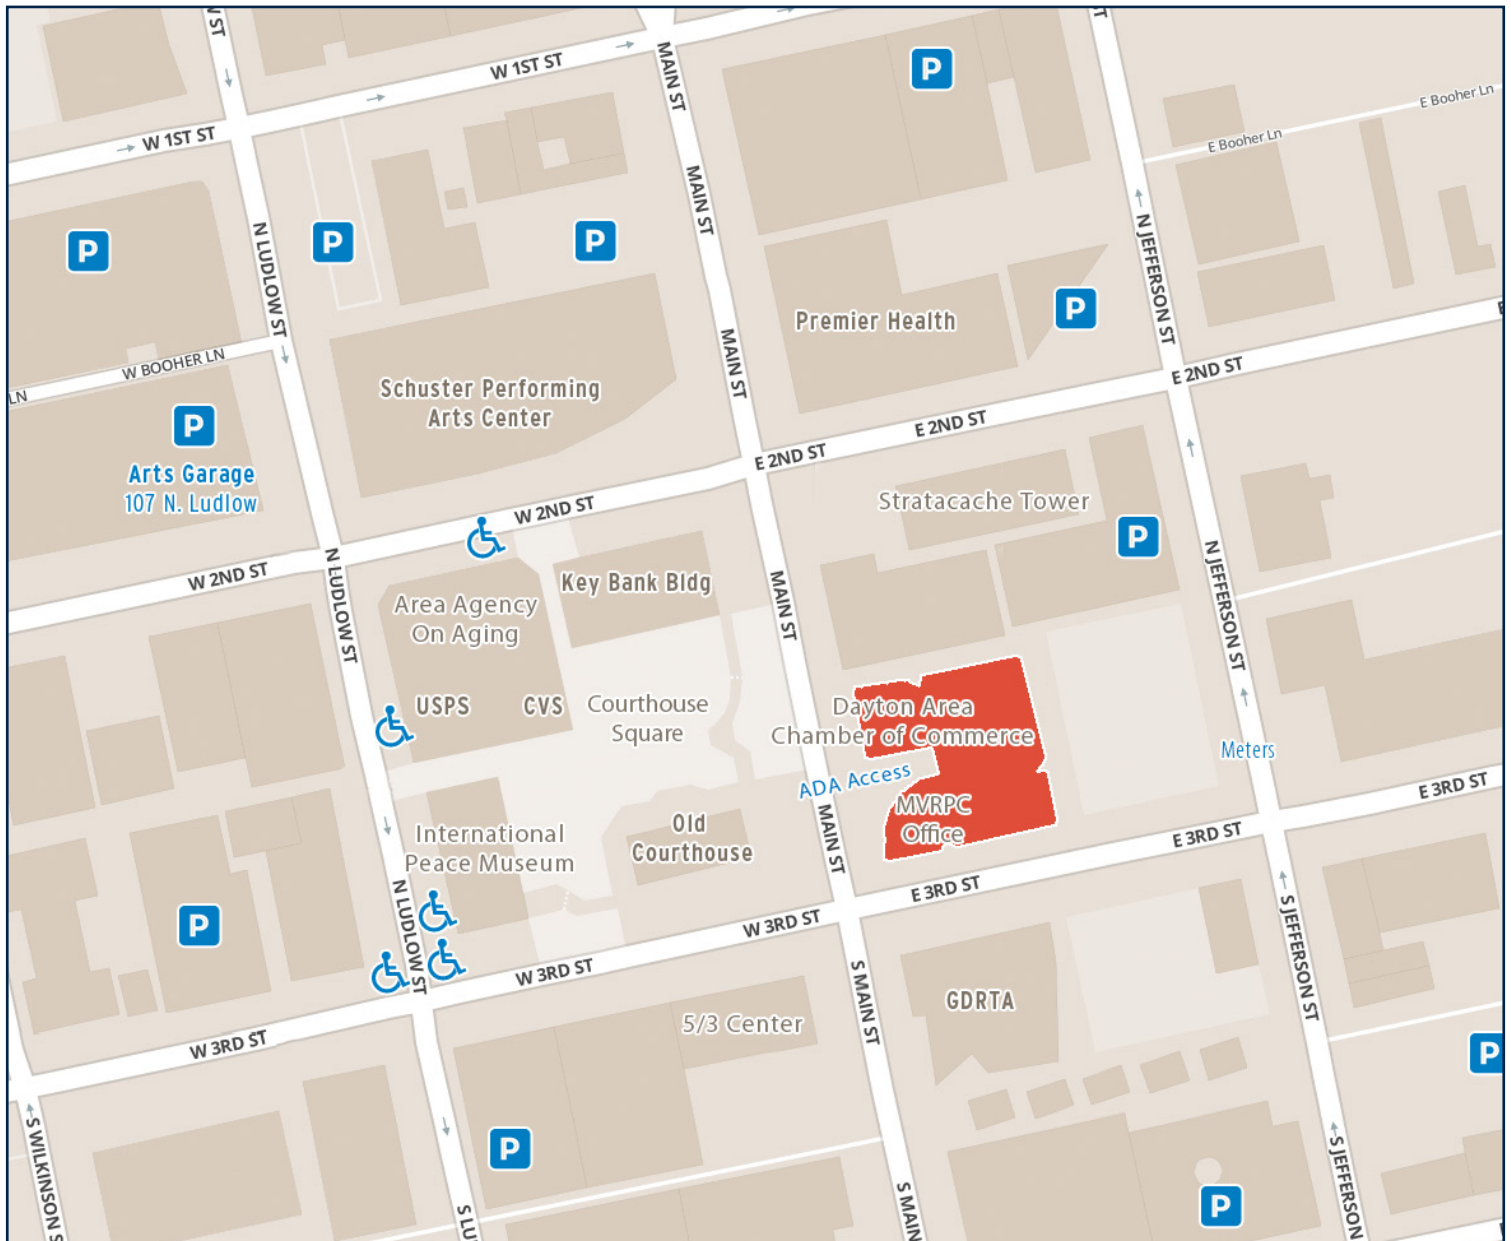 W ST
ST
W 1ST ST
MAIN ST
P
E Booher Ln
E Booher Ln
W 1ST ST
MAIN ST
P
P
P
N LUDLOW ST
N JEFFERSON ST
Premier Health
P
MAIN ST
W BOOHER LN
LN
Schuster Performing
Arts Center
E 2ND ST
E 2ND ST
E 2ND ST
P
Arts Garage
107 N. Ludlow
W 2ND ST
Stratacache Tower
P
W 2ND ST
N LUDLOW ST
Key Bank Bldg
MAIN ST
N JEFFERSON ST
Area Agency
On Aging
USPS
CVS
Courthouse
Square
Dayton Area
Chamber of Commerce
Meters
ADA Access
MVRPC
Office
E 3RD ST
E 3RD ST
E 3RD ST
International
Peace Museum
Old
Courthouse
MAIN ST
P
N LUDLOW ST
W 3RD ST
W 3RD ST
W 3RD ST
S MAIN ST
GDRTA
S JEFFERSON ST
5/3 Center
P
P
P
S WILKINSON S
S LU
S MAIN
S JEFFERSON